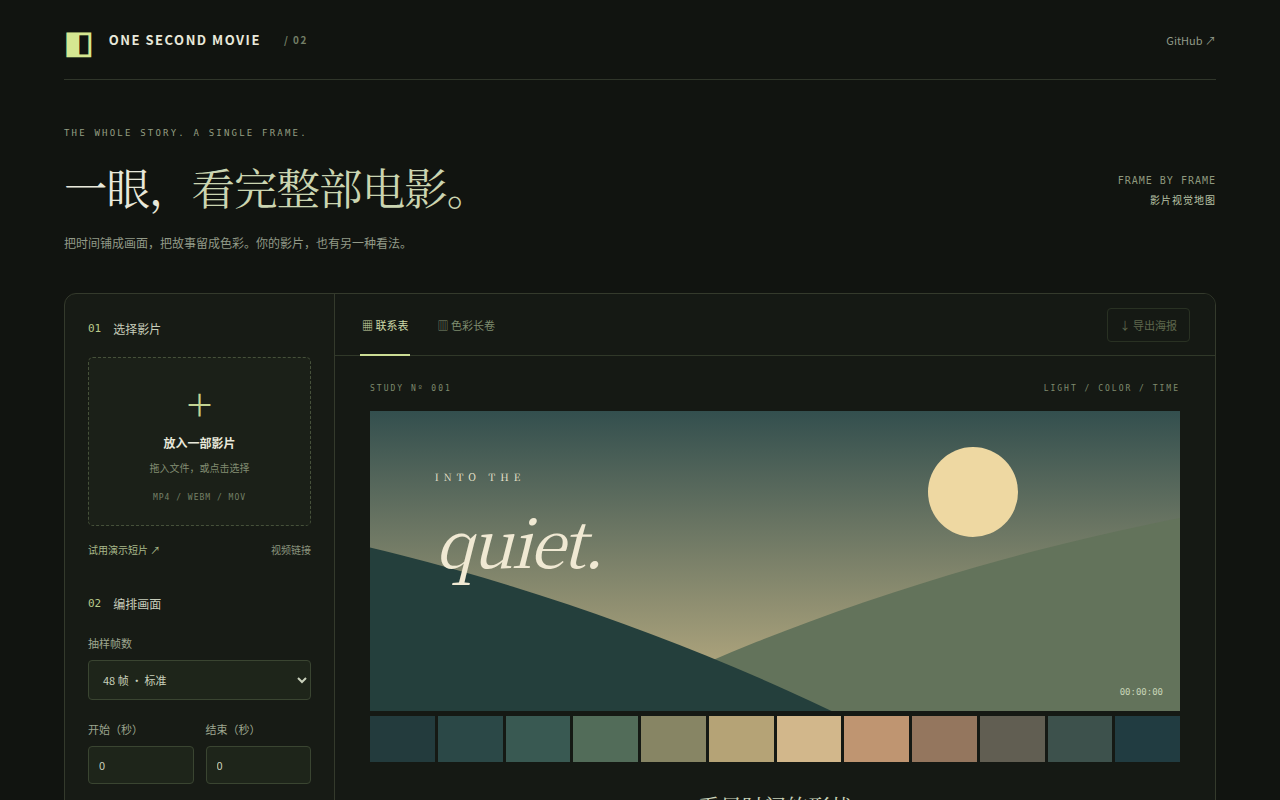 ONE SECOND MOVIE / 02
GitHub ↗
THE WHOLE STORY. A SINGLE FRAME.
一眼，看完整部电影。
把时间铺成画面，把故事留成色彩。你的影片，也有另一种看法。
FRAME BY FRAME
影片视觉地图
01 选择影片
放入一部影片
拖入文件，或点击选择
MP4 / WEBM / MOV
试用演示短片 ↗
视频链接
02 编排画面
抽样帧数
48 帧 · 标准
开始（秒）
结束（秒）
0
0
▦ 联系表
▥ 色彩长卷
↓ 导出海报
STUDY Nº 001
LIGHT / COLOR / TIME
INTO THE
quiet.
00:00:00